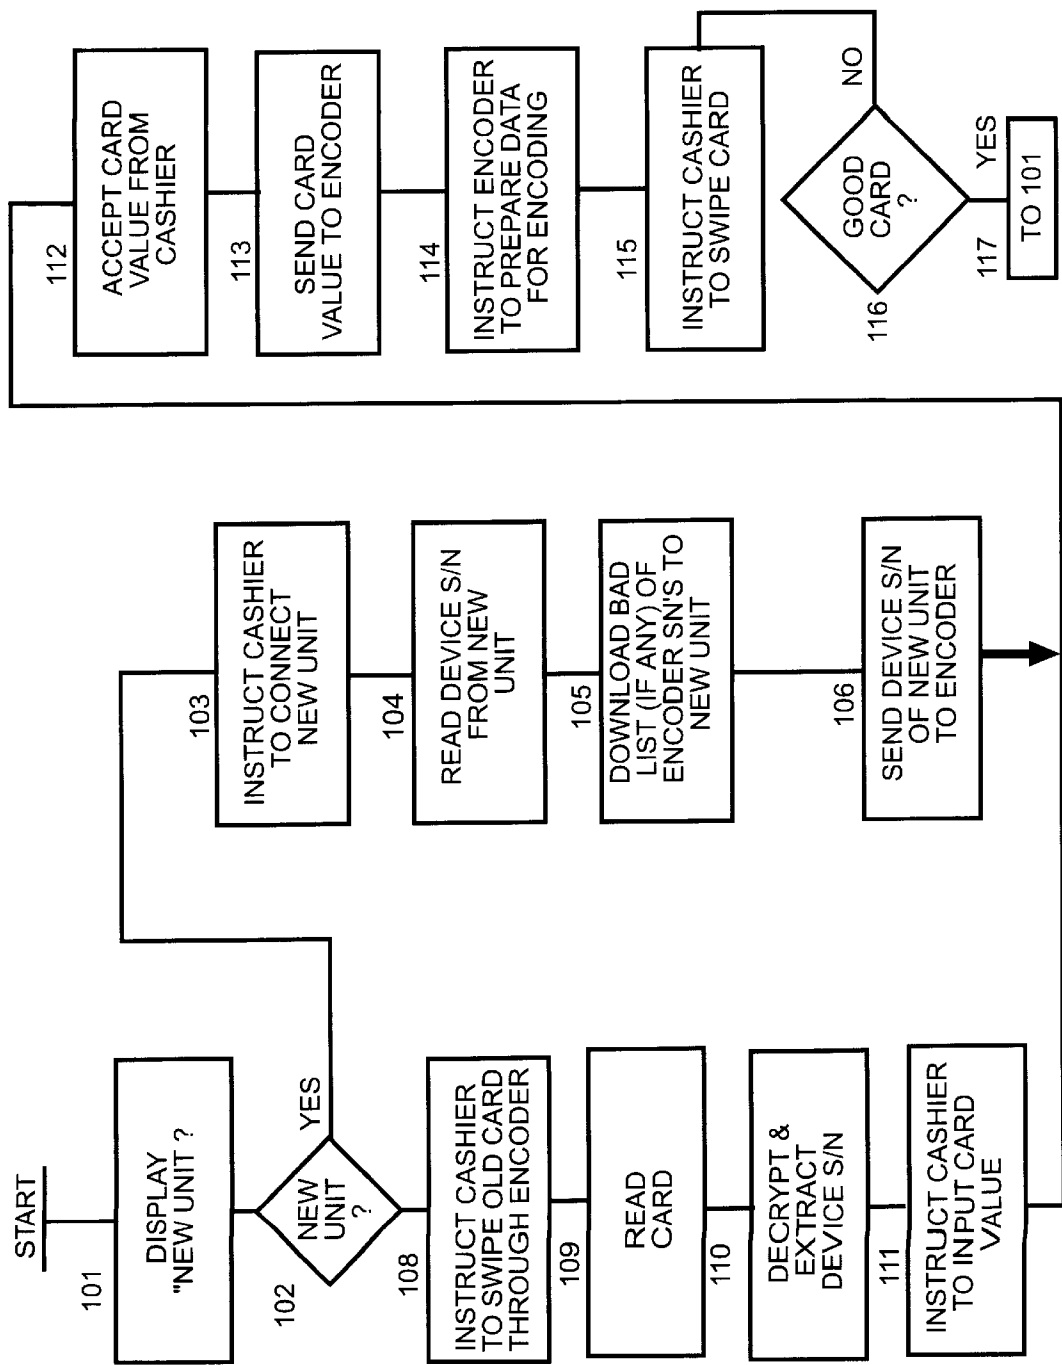 START
101
DISPLAY
"NEW UNIT ?
102
NEW
UNIT
?
YES
108
INSTRUCT CASHIER
TO SWIPE OLD CARD
THROUGH ENCODER
109
READ
CARD
110
DECRYPT &
EXTRACT
DEVICE S/N
111
INSTRUCT CASHIER
TO INPUT CARD
VALUE
103
INSTRUCT CASHIER
TO CONNECT
NEW UNIT
104
READ DEVICE S/N
FROM NEW
UNIT
105
DOWNLOAD BAD
LIST (IF ANY) OF
ENCODER SN'S TO
NEW UNIT
106
SEND DEVICE S/N
OF NEW UNIT
TO ENCODER
112
ACCEPT CARD
VALUE FROM
CASHIER
113
SEND CARD
VALUE TO ENCODER
114
INSTRUCT ENCODER
TO PREPARE DATA
FOR ENCODING
115
INSTRUCT CASHIER
TO SWIPE CARD
116
GOOD
CARD
?
NO
YES
117
TO 101